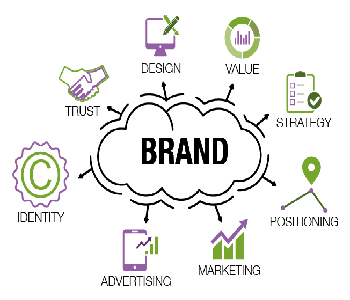 DESIGN
VALUE
TRUST
STRATEGY
BRAND
©
IDENTITY
POSITIONING
ADVERTISING
MARKETING